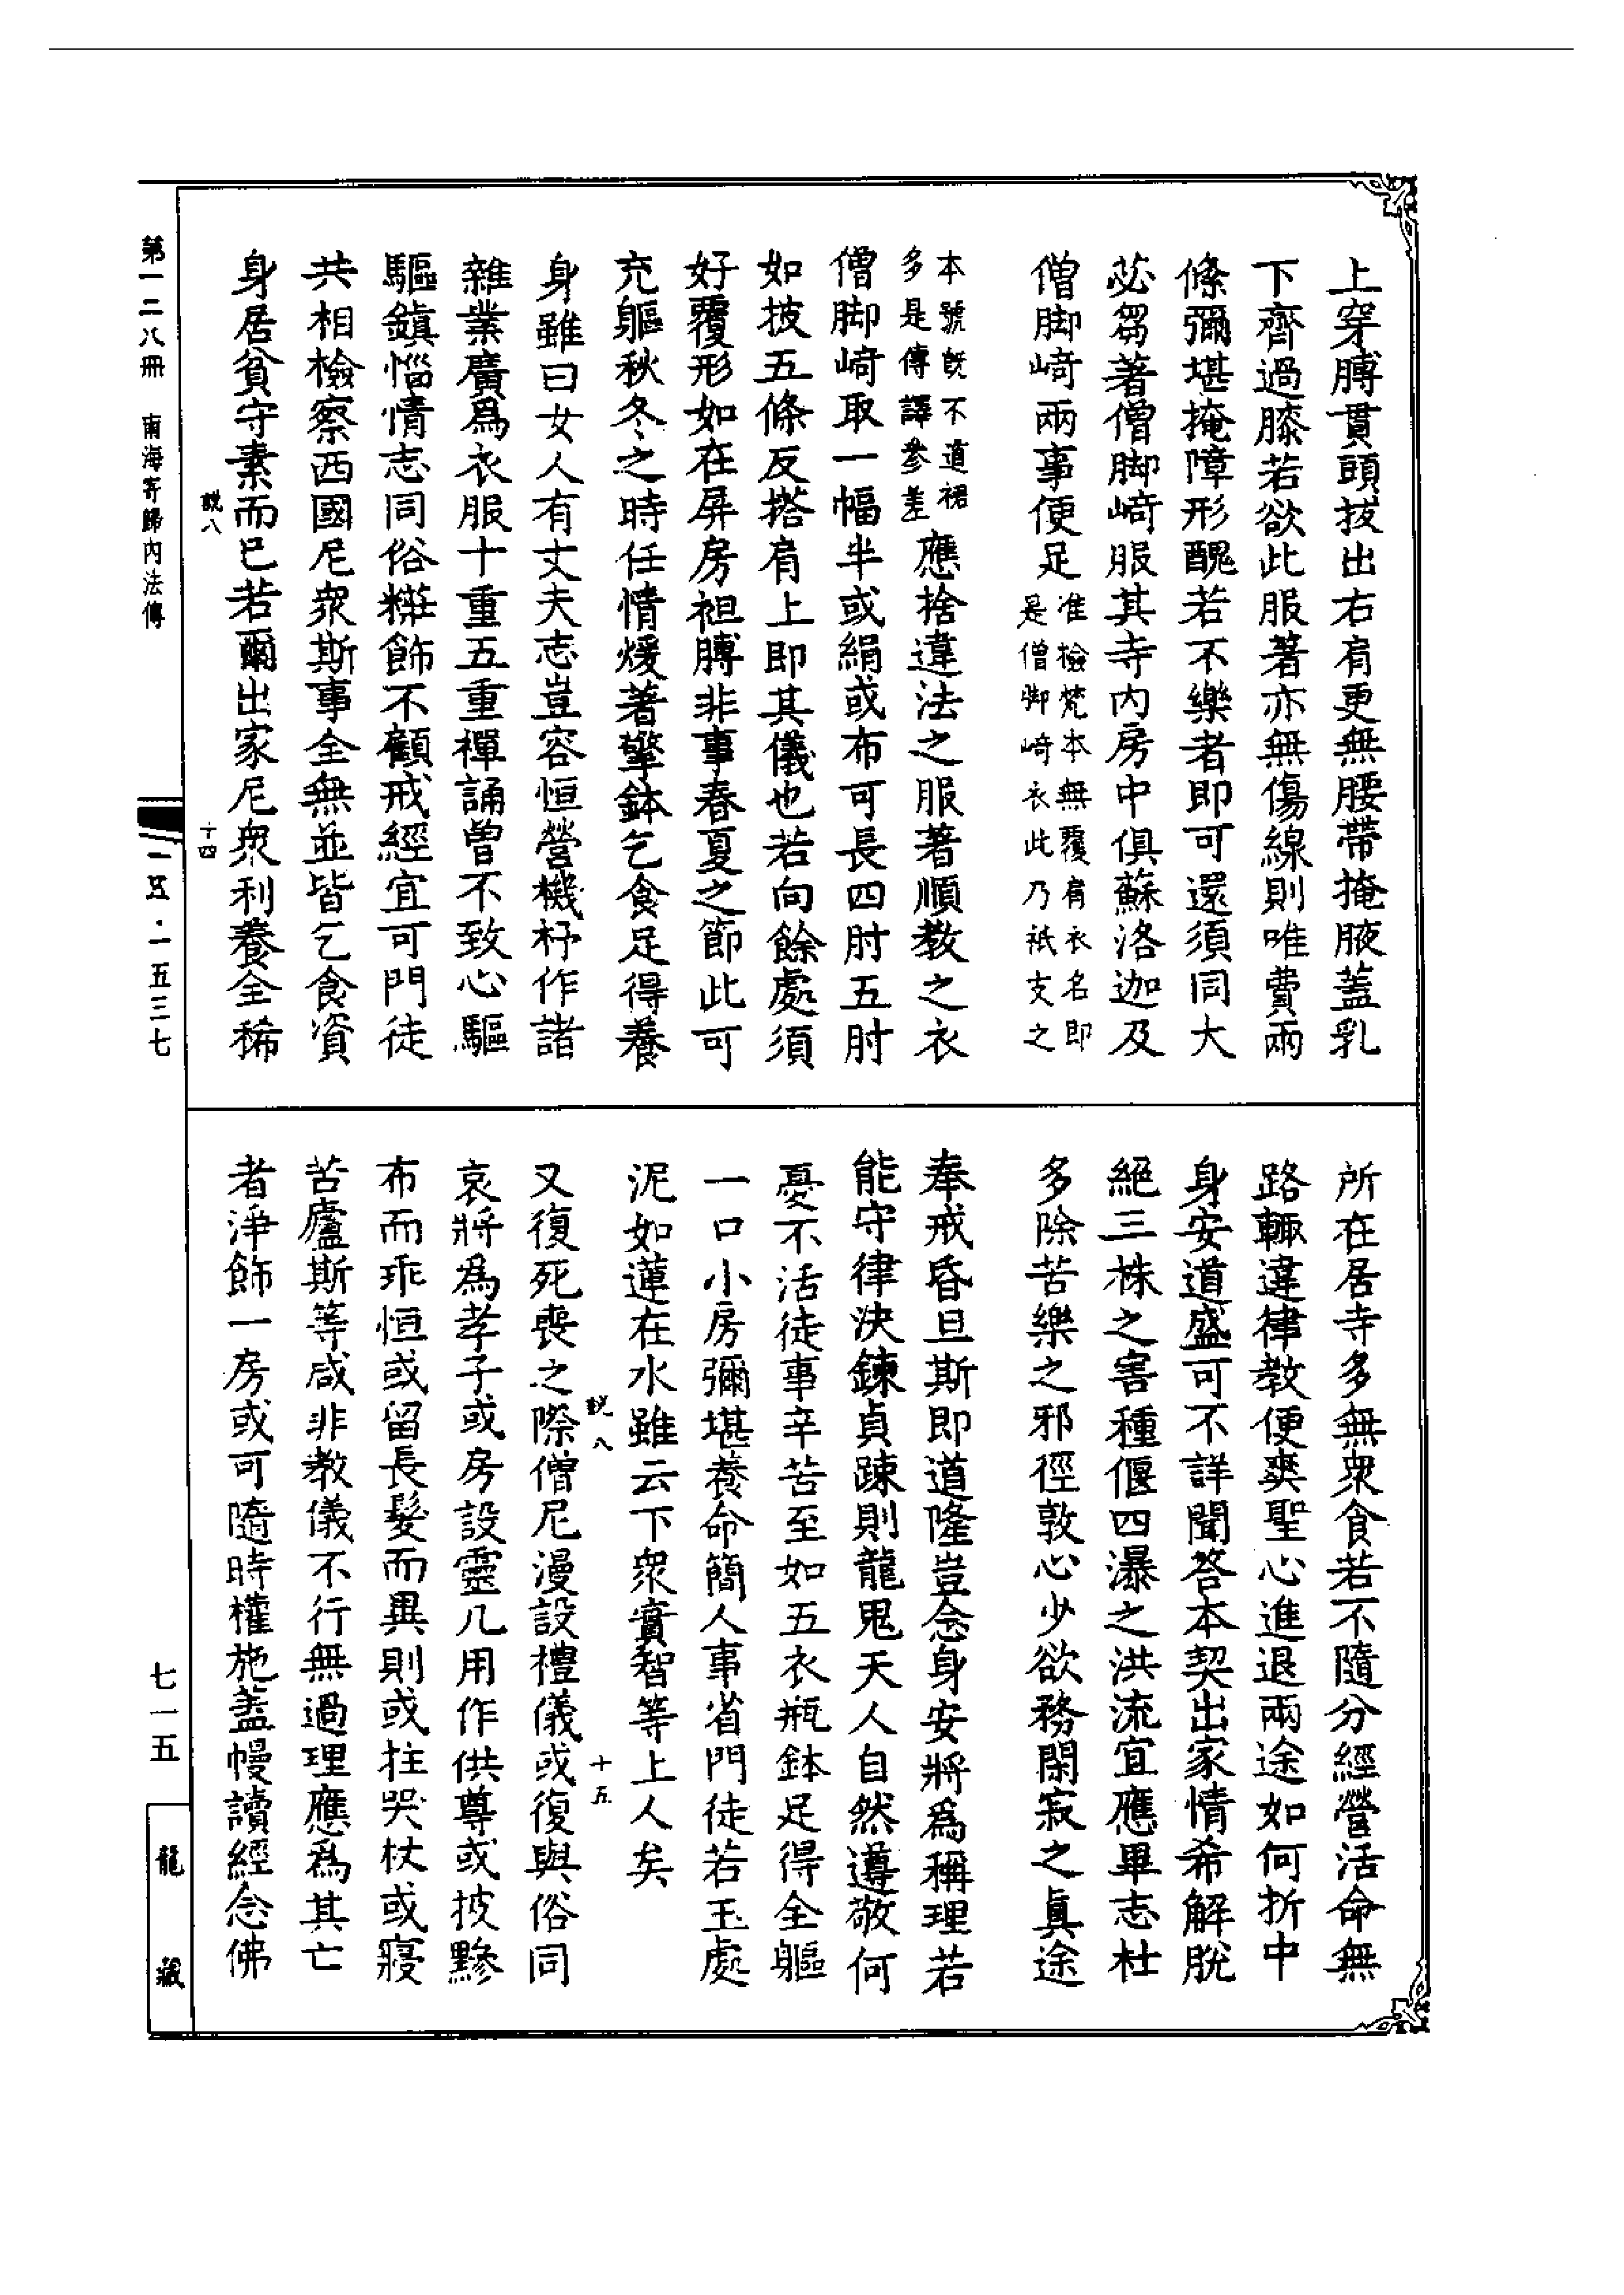 上穿膊貫頭拔出右肩更無腰帶掩腋蓋乳
下齊過膝若欲此服著亦無傷線則唯費兩
條彌堪掩障形醜若不樂者即可還須同大
苾芻著僧脚崎服其寺內房中俱蘇洛迦及
僧脚崎兩事便足准檢梵本無覆肩衣名即是僧脚崎衣此乃祇支之
本號旣不道裙多是傳譯參差應捨違法之服著順教之衣
僧脚崎取一幅半或絹或布可長四肘五肘
如披五條反搭肩上即其儀也若向餘處須
好覆形如在屏房袒膊非事春夏之節此可
充軀秋冬之時任情煖著擎鉢乞食足得養
身雖曰女人有丈夫志豈容恒營機杼作諸
雜業廣爲衣服十重五重禪誦曾不致心驅
驅鎮惱情志同俗糚飾不顧戒經宜可門徒
共相檢察西國尼衆斯事全無並皆乞食資
身居貧守素而已若爾出家尼衆利養全稀
說八
十四
所在居寺多無衆食若不隨分經營活命無
路輙違律教便爽聖心進退兩途如何折中
身安道盛可不詳聞答本契出家情希解脫
絕三株之害種偃四瀑之洪流宜應畢志杜
多除苦樂之邪徑敦心少欲務閑寂之眞途
奉戒昏旦斯即道隆豈念身安將爲稱理若
能守律決鍊貞踈則龍鬼天人自然遵敬何
憂不活徒事辛苦至如五衣瓶鉢足得全軀
一口小房彌堪養命簡人事省門徒若玉處
泥如蓮在水雖云下衆實智等上人矣
說八
十五
又復死喪之際僧尼漫設禮儀或復與俗同
哀將爲孝子或房設靈几用作供尊或披黲
布而乖恒或留長髮而異則或拄哭杖或寢
苫廬斯等咸非教儀不行無過理應爲其亡
者淨飾一房或可隨時權施蓋幔讀經念佛
第一二八冊 南海寄歸內法傳
一五·一五三七
七一五
龍藏